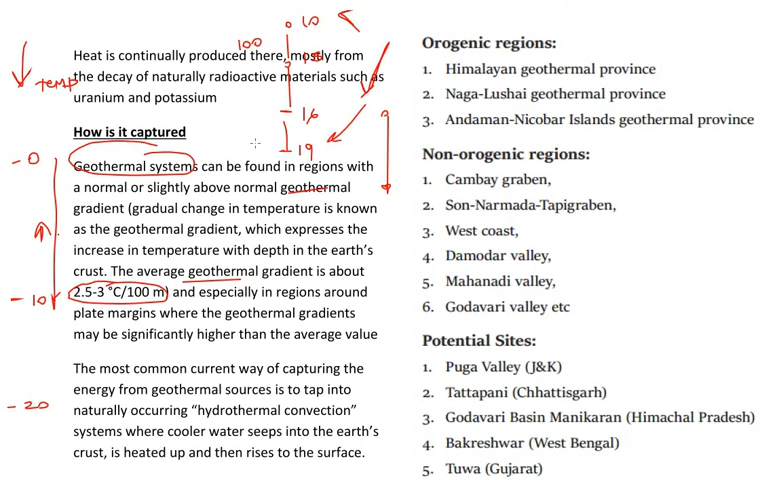 Heat is continually produced there, mostly from
the decay of naturally radioactive materials such as
uranium and potassium
How is it captured
Geothermal systems can be found in regions with
a normal or slightly above normal geothermal
gradient (gradual change in temperature is known
as the geothermal gradient, which expresses the
increase in temperature with depth in the earth's
crust. The average geothermal gradient is about
2.5-3 °C/100 m) and especially in regions around
plate margins where the geothermal gradients
may be significantly higher than the average value
The most common current way of capturing the
energy from geothermal sources is to tap into
naturally occurring “hydrothermal convection”
systems where cooler water seeps into the earth's
crust, is heated up and then rises to the surface.
Temp
100
10
16
19
- 0
- 10
- 20
Orogenic regions:
1. Himalayan geothermal province
2. Naga-Lushai geothermal province
3. Andaman-Nicobar Islands geothermal province
Non-orogenic regions:
1. Cambay graben,
2. Son-Narmada-Tapigraben,
3. West coast,
4. Damodar valley,
5. Mahanadi valley,
6. Godavari valley etc
Potential Sites:
1. Puga Valley (J&K)
2. Tattapani (Chhattisgarh)
3. Godavari Basin Manikaran (Himachal Pradesh)
4. Bakreshwar (West Bengal)
5. Tuwa (Gujarat)